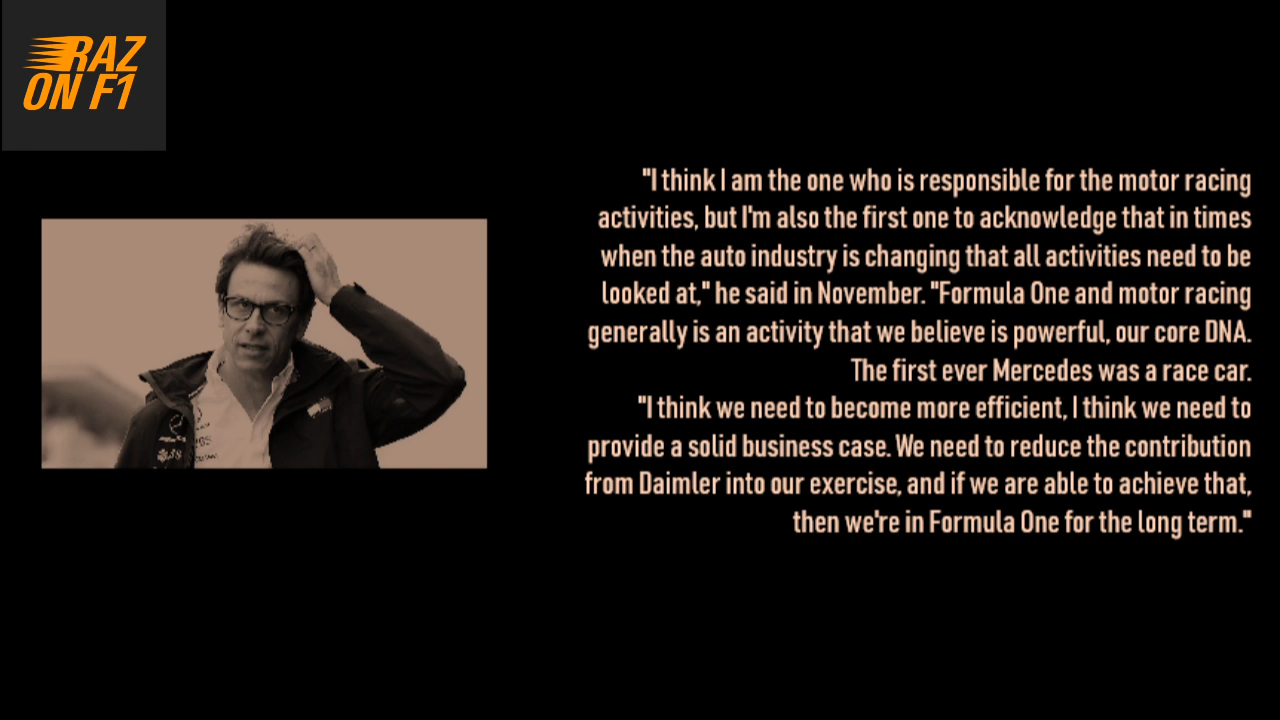 RAZ
ON F1
"I think I am the one who is responsible for the motor racing
activities, but I'm also the first one to acknowledge that in times
when the auto industry is changing that all activities need to be
looked at," he said in November. "Formula One and motor racing
generally is an activity that we believe is powerful, our core DNA.
The first ever Mercedes was a race car.
"I think we need to become more efficient, I think we need to
provide a solid business case. We need to reduce the contribution
from Daimler into our exercise, and if we are able to achieve that,
then we're in Formula One for the long term."